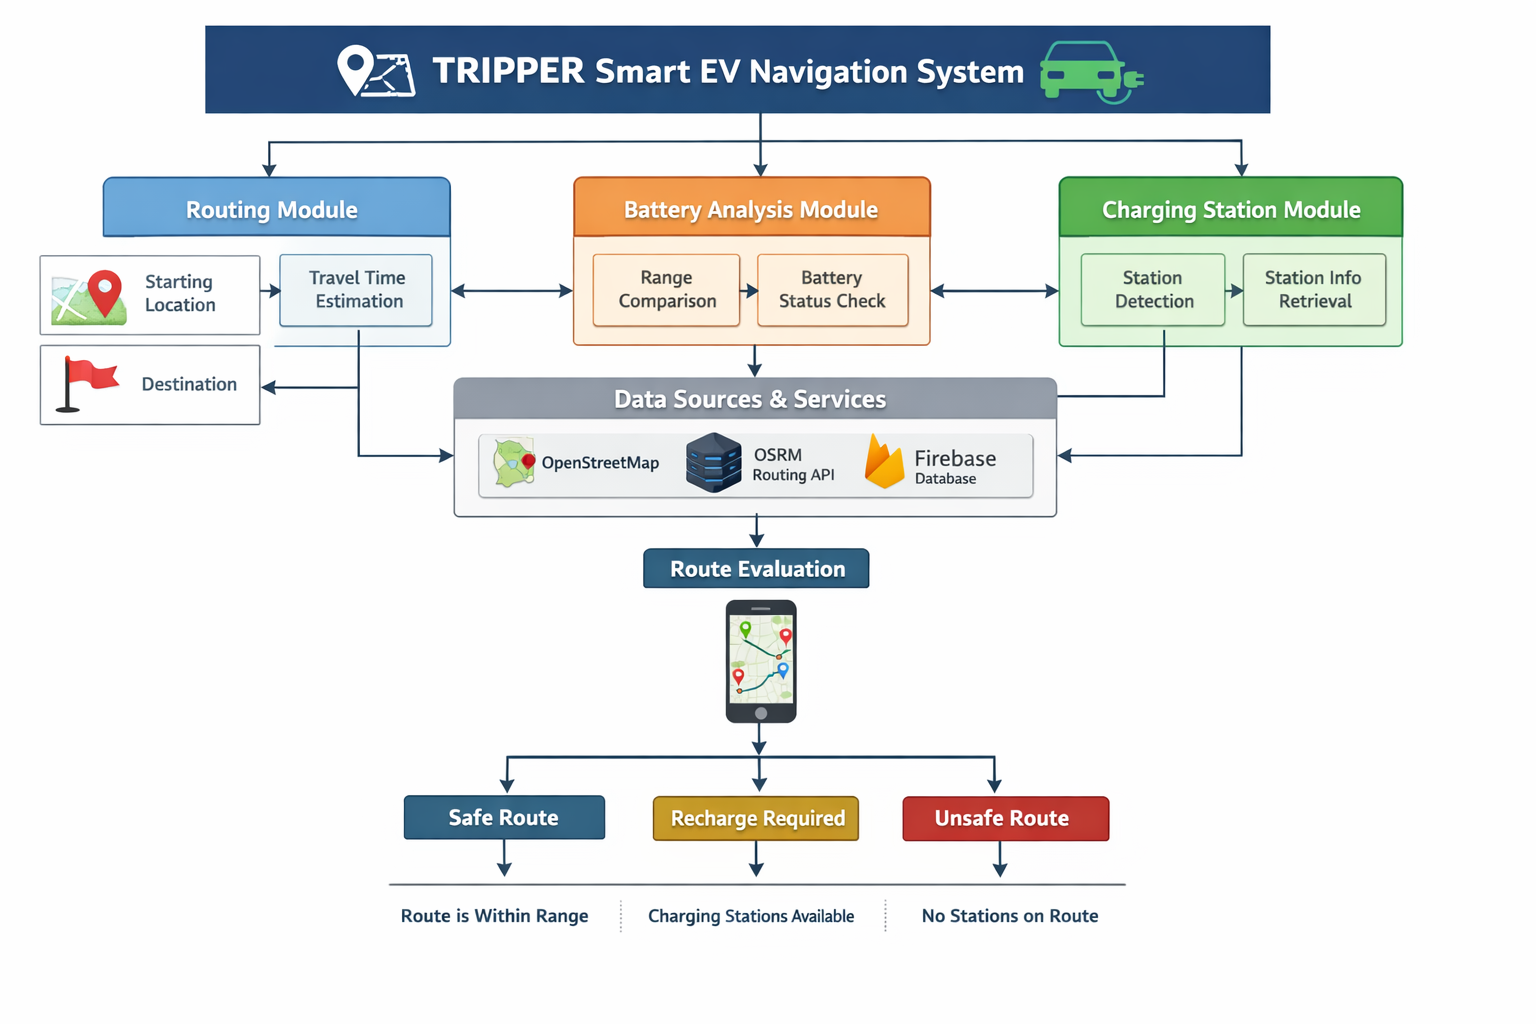 TRIPPER Smart EV Navigation System
Routing Module
Starting
Location
Travel Time
Estimation
Destination
Battery Analysis Module
Range
Comparison
Battery
Status Check
Charging Station Module
Station
Detection
Station Info
Retrieval
Data Sources & Services
OpenStreetMap
OSRM
Routing API
Firebase
Database
Route Evaluation
Safe Route
Recharge Required
Unsafe Route
Route is Within Range
Charging Stations Available
No Stations on Route